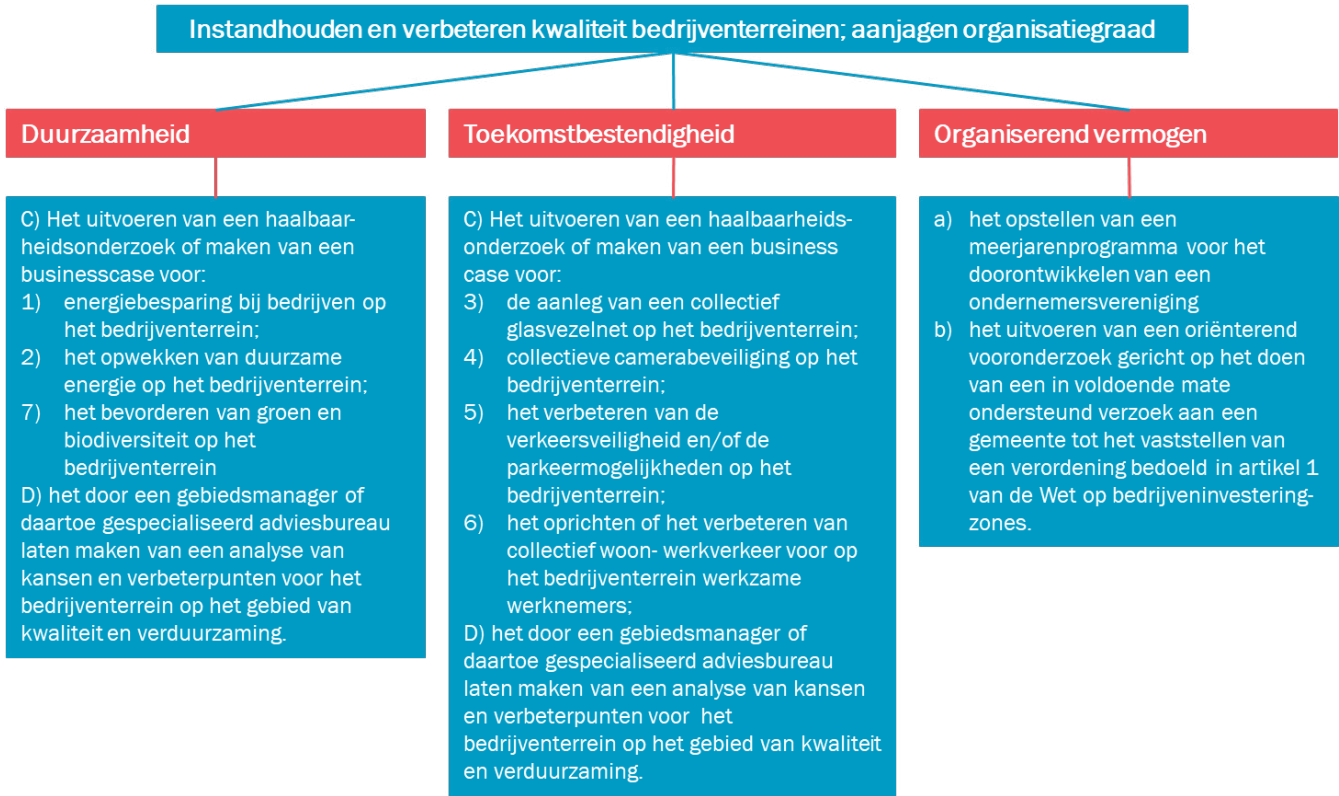 Instandhouden en verbeteren kwaliteit bedrijventerreinen; aanjagen organisatiegraad
Duurzaamheid
C) Het uitvoeren van een haalbaar-
heidsonderzoek of maken van een
businesscase voor:
1) energiebesparing bij bedrijven op
het bedrijventerrein;
2) het opwekken van duurzame
energie op het bedrijventerrein;
7) het bevorderen van groen en
biodiversiteit op het
bedrijventerrein
D) het door een gebiedsmanager of
daartoe gespecialiseerd adviesbureau
laten maken van een analyse van
kansen en verbeterpunten voor het
bedrijventerrein op het gebied van
kwaliteit en verduurzaming.
Toekomstbestendigheid
C) Het uitvoeren van een haalbaarheids-
onderzoek of maken van een business
case voor:
3) de aanleg van een collectief
glasvezelnet op het bedrijventerrein;
4) collectieve camerabeveiliging op het
bedrijventerrein;
5) het verbeteren van de
verkeersveiligheid en/of de
parkeermogelijkheden op het
bedrijventerrein;
6) het oprichten of het verbeteren van
collectief woon- werkverkeer voor op
het bedrijventerrein werkzame
werknemers;
D) het door een gebiedsmanager of
daartoe gespecialiseerd adviesbureau
laten maken van een analyse van kansen
en verbeterpunten voor het
bedrijventerrein op het gebied van kwaliteit
en verduurzaming.
Organiserend vermogen
a) het opstellen van een
meerjarenprogramma voor het
doorontwikkelen van een
ondernemersvereniging
b) het uitvoeren van een oriënterend
vooronderzoek gericht op het doen
van een in voldoende mate
ondersteund verzoek aan een
gemeente tot het vaststellen van
een verordening bedoeld in artikel 1
van de Wet op bedrijveninvestering-
zones.